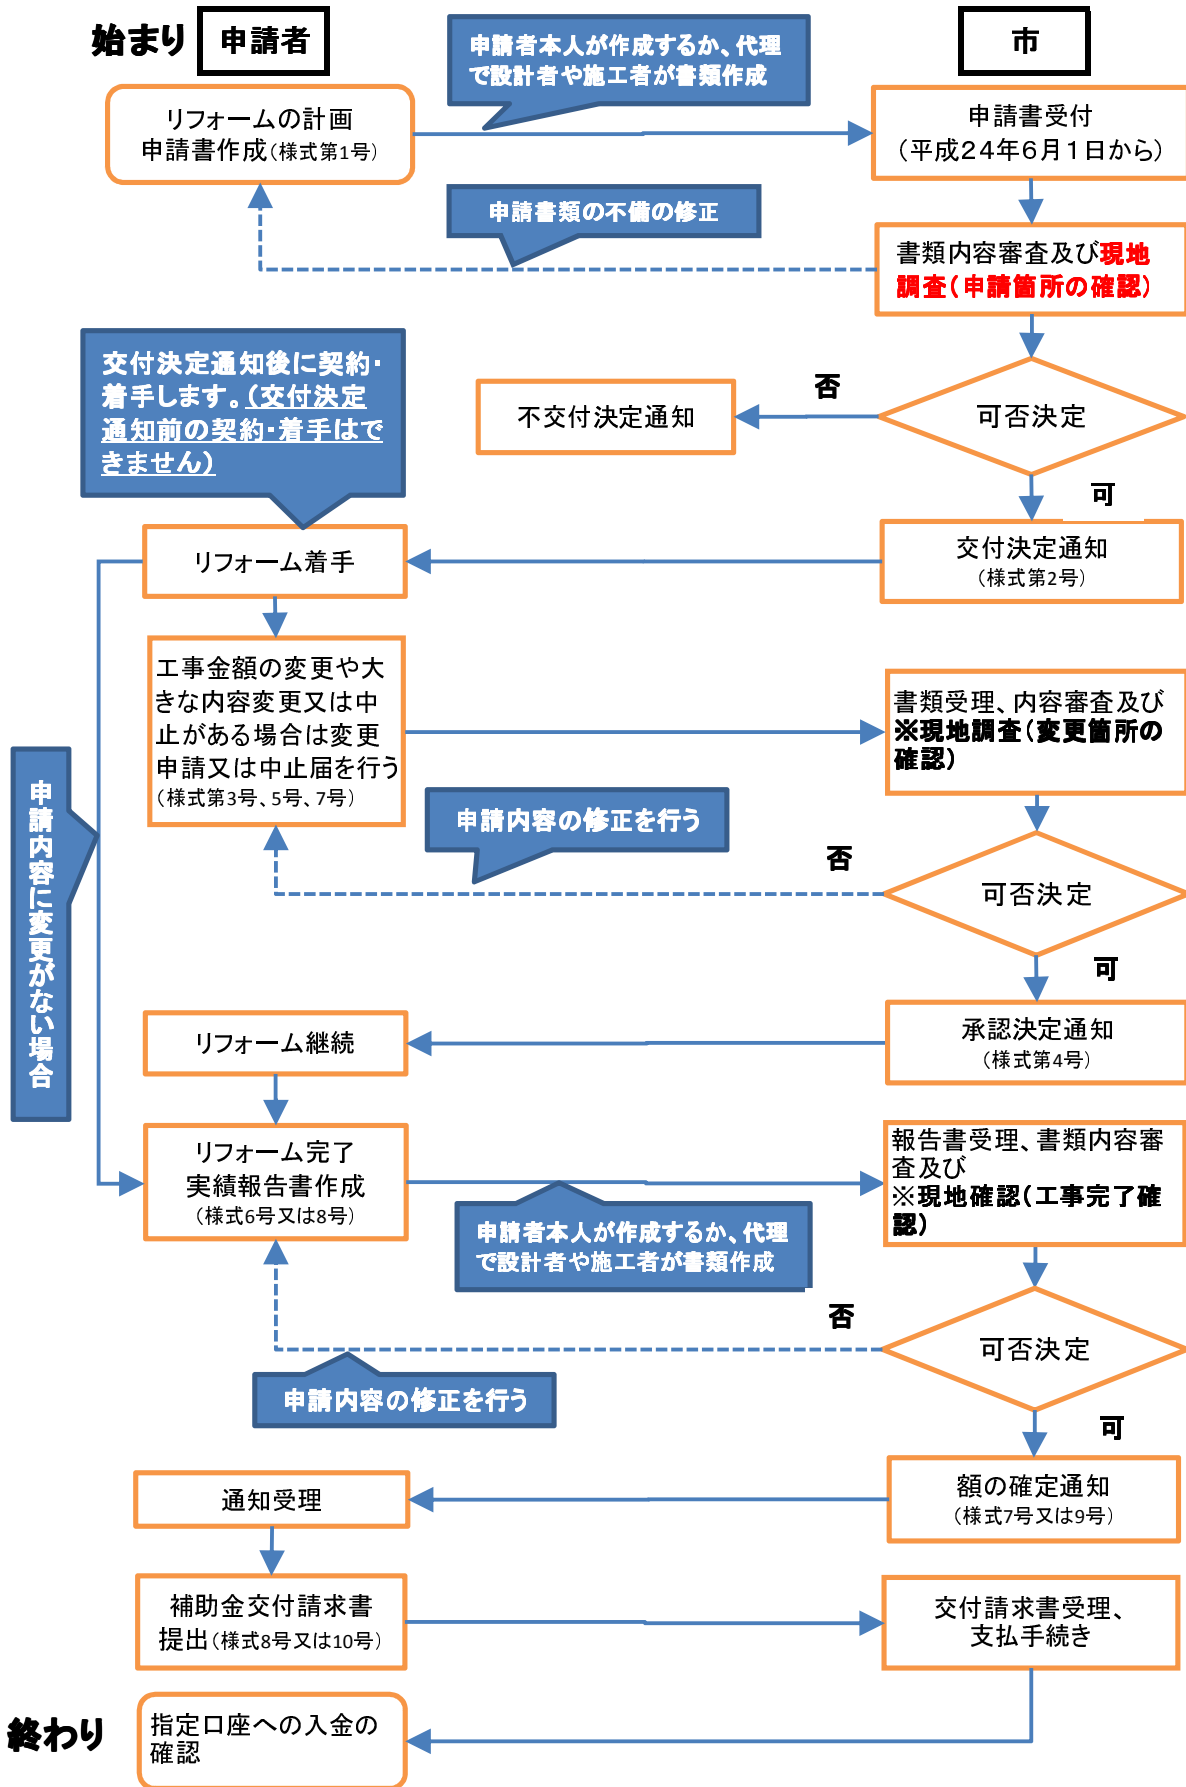 始まり
申請者
市
申請者本人が作成するか、代理
で設計者や施工者が書類作成
リフォームの計画
申請書作成(様式第1号)
申請書受付
(平成24年6月1日から)
申請書類の不備の修正
書類内容審査及び現地
調査(申請箇所の確認)
交付決定通知後に契約・
着手します。(交付決定
通知前の契約・着手はで
きません)
否
不交付決定通知
可否決定
可
リフォーム着手
交付決定通知
(様式第2号)
工事金額の変更や大
きな内容変更又は中
止がある場合は変更
申請又は中止届を行う
(様式第3号、5号、7号)
書類受理、内容審査及び
※現地調査(変更箇所の
確認)
申請内容に変更がない場合
申請内容の修正を行う
否
可否決定
可
リフォーム継続
承認決定通知
(様式第4号)
リフォーム完了
実績報告書作成
(様式6号又は8号)
報告書受理、書類内容審
査及び
※現地確認(工事完了確
認)
申請者本人が作成するか、代理
で設計者や施工者が書類作成
否
可否決定
申請内容の修正を行う
可
通知受理
額の確定通知
(様式7号又は9号)
補助金交付請求書
提出(様式8号又は10号)
交付請求書受理、
支払手続き
終わり
指定口座への入金の
確認